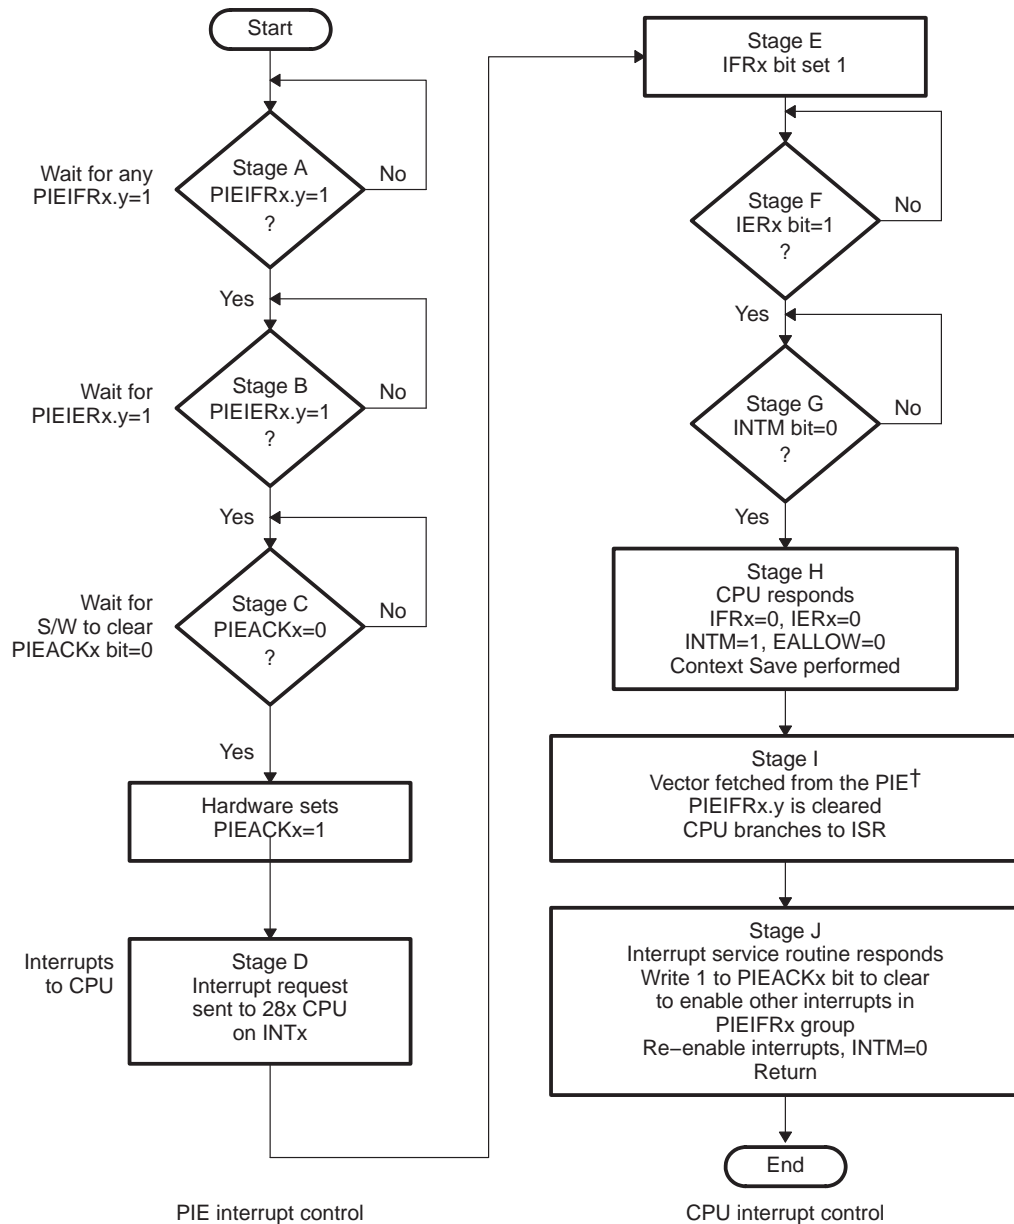 Start
Wait for any
PIEIFRx.y=1
Stage A
PIEIFRx.y=1
?
No
Yes
Wait for
PIEIERx.y=1
Stage B
PIEIERx.y=1
?
No
Yes
Wait for
S/W to clear
PIEACKx bit=0
Stage C
PIEACKx=0
?
No
Yes
Hardware sets
PIEACKx=1
Interrupts
to CPU
Stage D
Interrupt request
sent to 28x CPU
on INTx
PIE interrupt control
Stage E
IFRx bit set 1
Stage F
IERx bit=1
?
No
Yes
Stage G
INTM bit=0
?
No
Yes
Stage H
CPU responds
IFRx=0, IERx=0
INTM=1, EALLOW=0
Context Save performed
Stage I
Vector fetched from the PIE†
PIEIFRx.y is cleared
CPU branches to ISR
Stage J
Interrupt service routine responds
Write 1 to PIEACKx bit to clear
to enable other interrupts in
PIEIFRx group
Re−enable interrupts, INTM=0
Return
End
CPU interrupt control